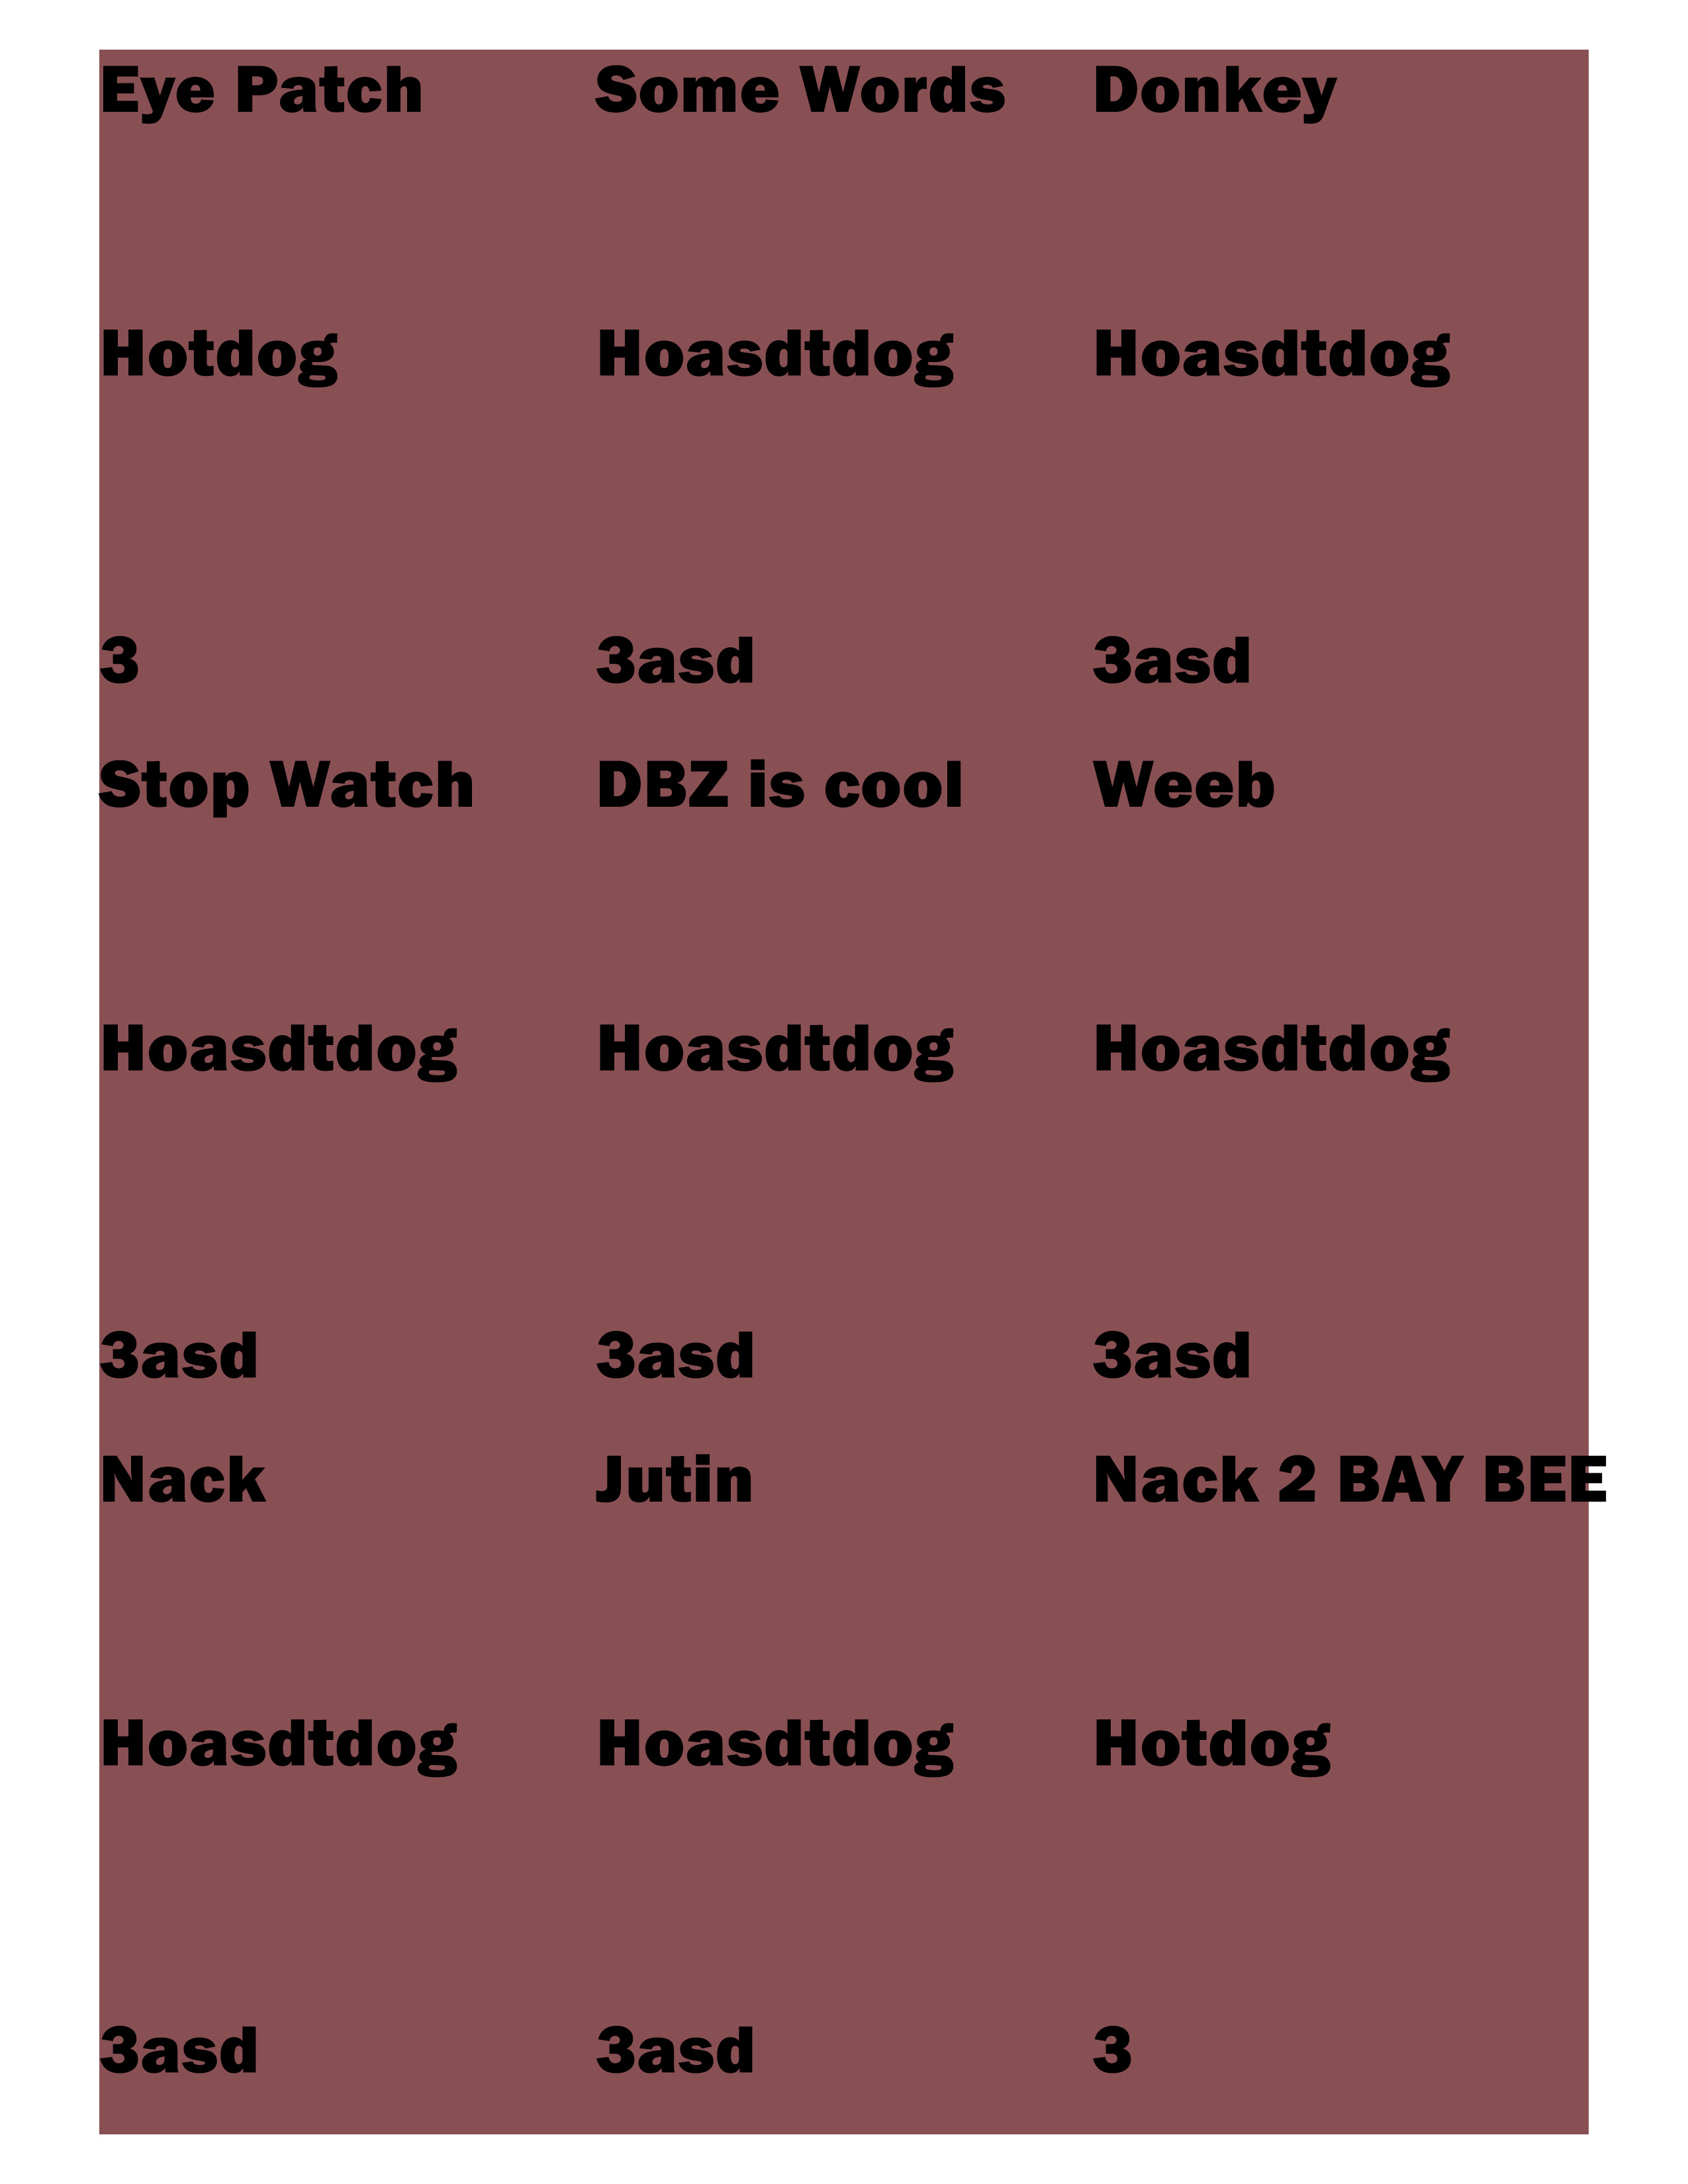 Eye Patch Some Words Donkey
Hotdog Hoasdtdog Hoasdtdog
3 3asd 3asd
Stop Watch DBZ is cool Weeb
Hoasdtdog Hoasdtdog Hoasdtdog
3asd 3asd 3asd
Nack Jutin Nack 2 BAY BEE
Hoasdtdog Hoasdtdog Hotdog
3asd 3asd 3